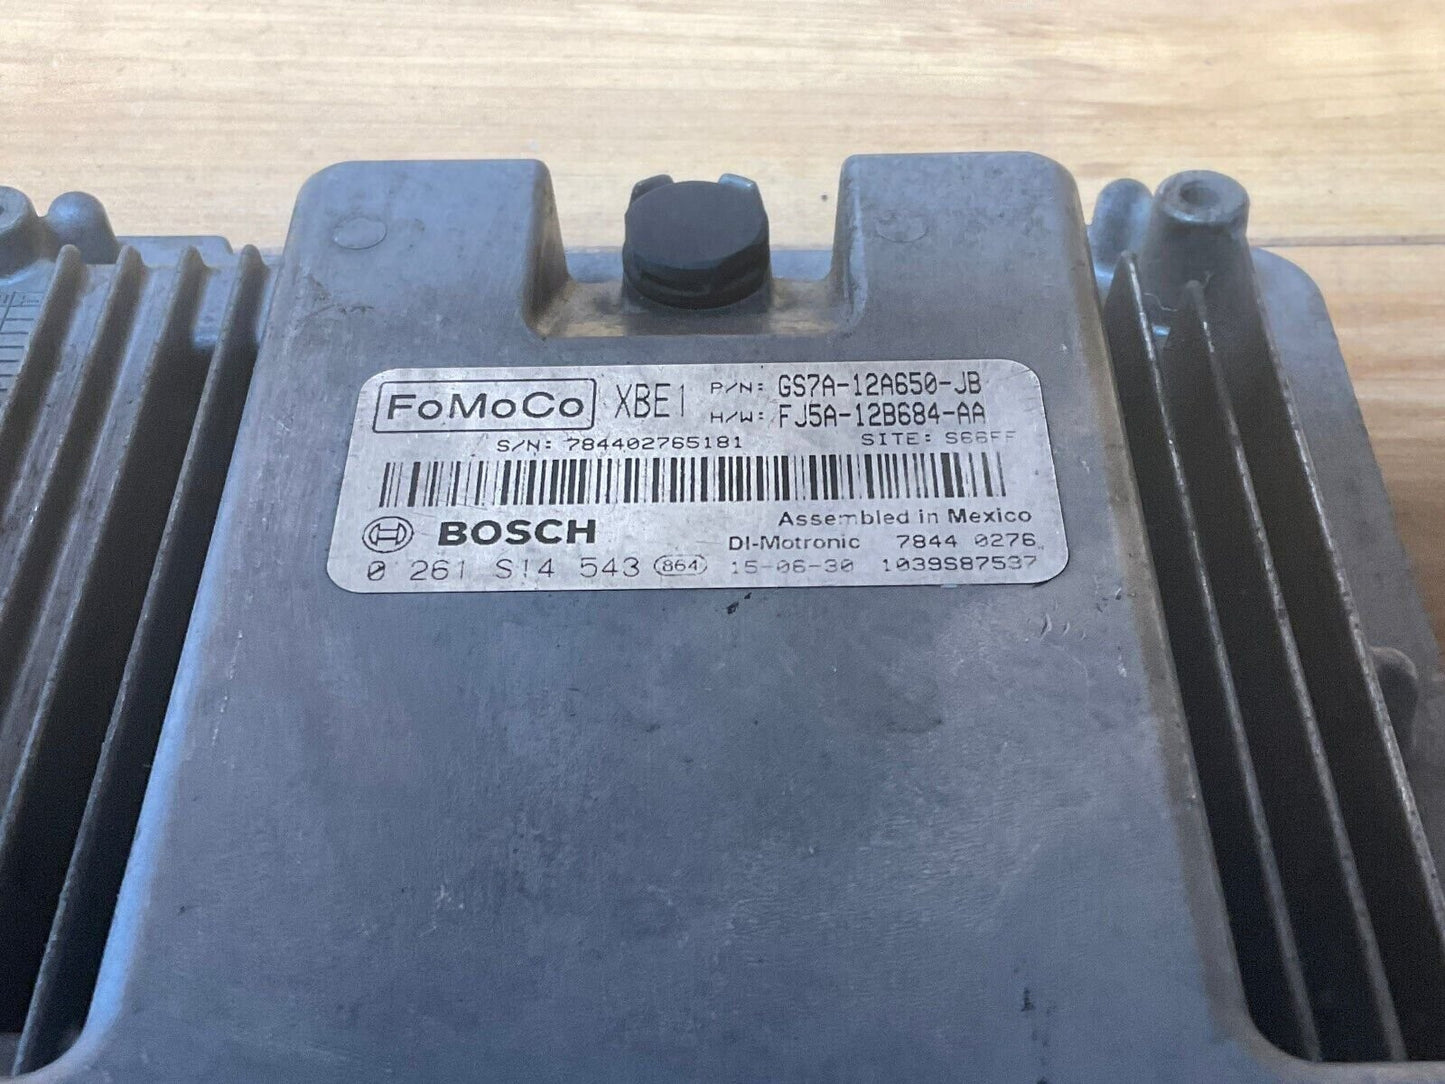 FoMoCo XBE1 P/N: GS7A-12A650-JB
H/W: FJ5A-12B684-AA
S/N: 784402765181 SITE: S66FF
BOSCH Assembled in Mexico
DI-Motronic 7844 0276
0 261 S14 543 864 15-06-30 1039S87537